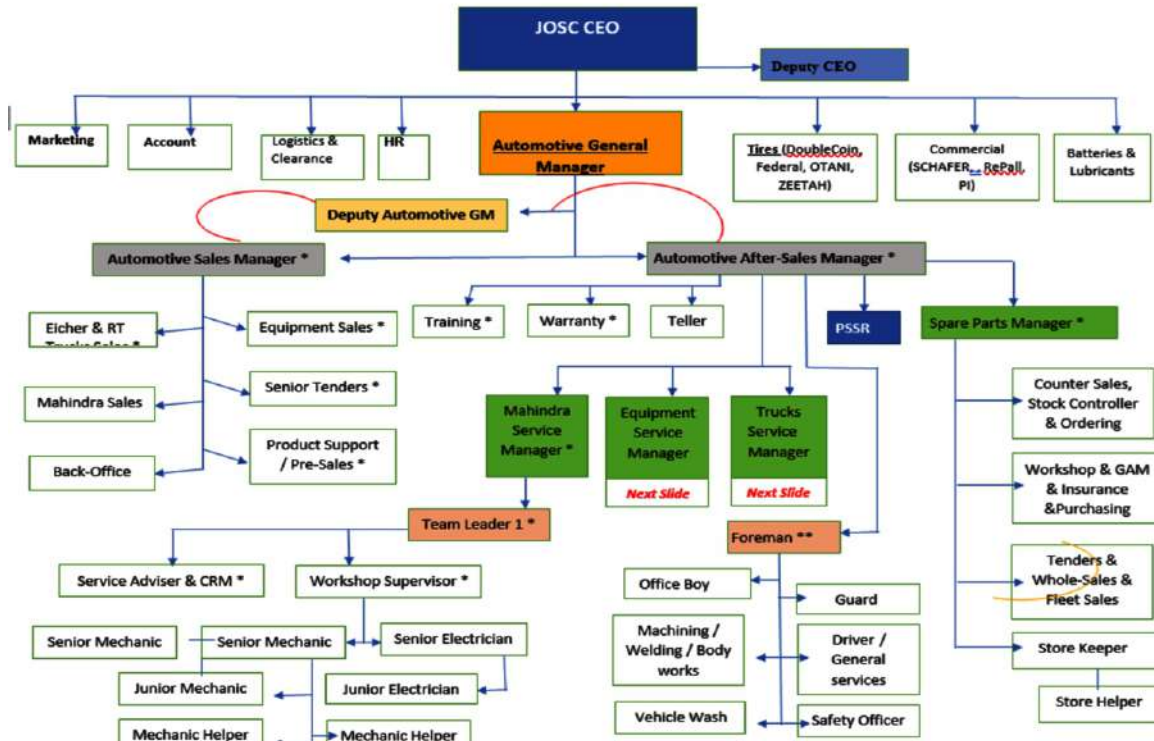 JOSC CEO
Deputy CEO
Marketing
Account
Logistics &
Clearance
HR
Automotive General
Manager
Tires (DoubleCoin,
Federal, OTANI,
ZEETAH)
Commercial
(SCHAFER, , RePall,
PI)
Batteries &
Lubricants
Deputy Automotive GM
Automotive Sales Manager *
Automotive After-Sales Manager *
Eicher & RT
Trucks Sales *
Equipment Sales *
Mahindra Sales
Senior Tenders *
Back-Office
Product Support
/ Pre-Sales *
Training *
Warranty *
Teller
PSSR
Spare Parts Manager *
Mahindra
Service
Manager *
Equipment
Service
Manager
Next Slide
Trucks
Service
Manager
Next Slide
Counter Sales,
Stock Controller
& Ordering
Workshop & GAM
& Insurance
&Purchasing
Tenders &
Whole-Sales &
Fleet Sales
Store Keeper
Store Helper
Team Leader 1 *
Foreman **
Service Adviser & CRM *
Workshop Supervisor *
Senior Mechanic
Senior Mechanic
Senior Electrician
Junior Mechanic
Junior Electrician
Mechanic Helper
Mechanic Helper
Office Boy
Guard
Machining /
Welding / Body
works
Driver /
General
services
Vehicle Wash
Safety Officer